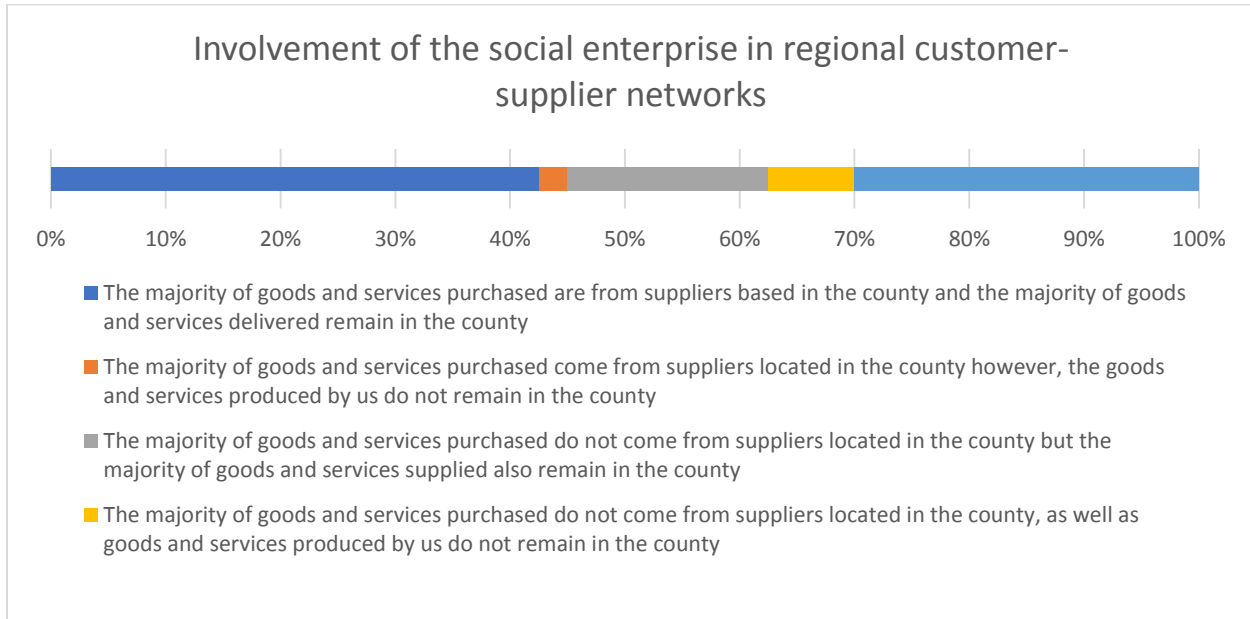 Involvement of the social enterprise in regional customer-
supplier networks
0% 10% 20% 30% 40% 50% 60% 70% 80% 90% 100%
The majority of goods and services purchased are from suppliers based in the county and the majority of goods
and services delivered remain in the county
The majority of goods and services purchased come from suppliers located in the county however, the goods
and services produced by us do not remain in the county
The majority of goods and services purchased do not come from suppliers located in the county but the
majority of goods and services supplied also remain in the county
The majority of goods and services purchased do not come from suppliers located in the county, as well as
goods and services produced by us do not remain in the county